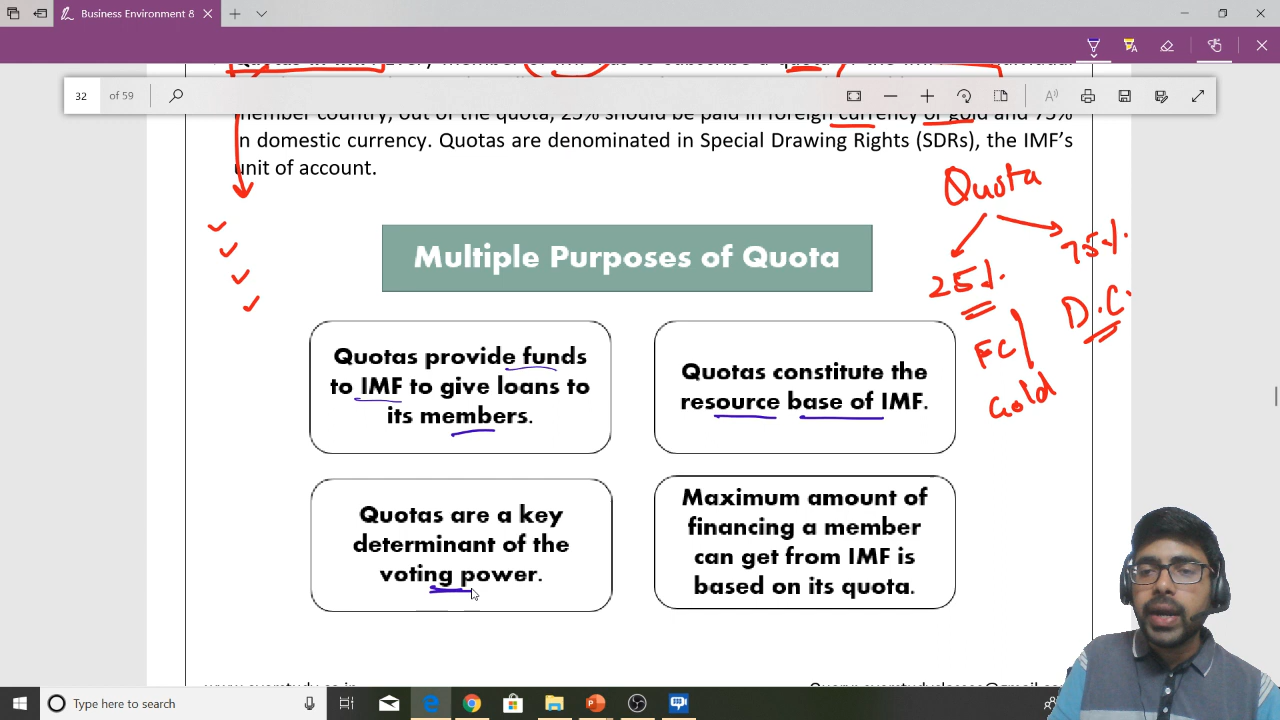 Business Environment 8
32 of 59
member country, out of the quota, 25% should be paid in foreign currency or gold and 75%
in domestic currency. Quotas are denominated in Special Drawing Rights (SDRs), the IMF's
unit of account.
Quota
25%
FC
Gold
75%
D.C.
Multiple Purposes of Quota
Quotas provide funds
to IMF to give loans to
its members.
Quotas constitute the
resource base of IMF.
Quotas are a key
determinant of the
voting power.
Maximum amount of
financing a member
can get from IMF is
based on its quota.
Type here to search